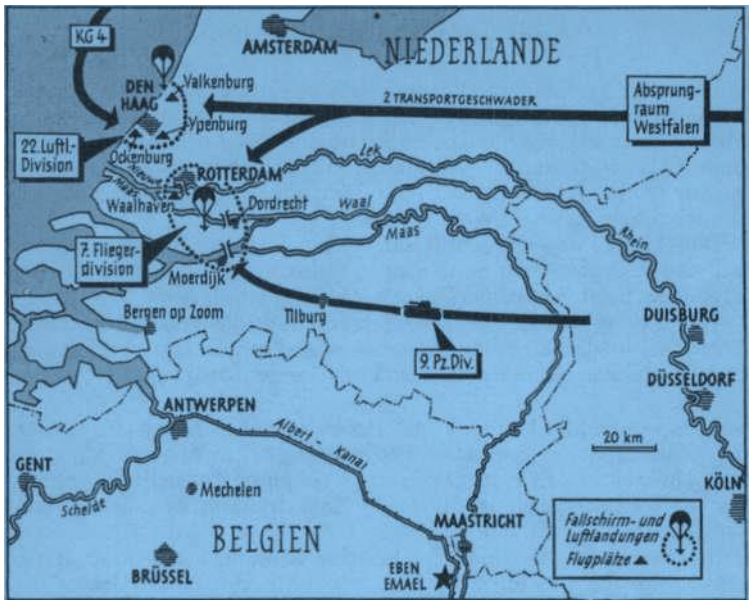 KG 4
AMSTERDAM
NIEDERLANDE
DEN
HAAG
Valkenburg
Ypenburg
2 TRANSPORTGESCHWADER
Absprung-
raum
Westfalen
22. Luftl.-
Division
Ockenburg
Nieuwe
Maas
ROTTERDAM
Lek
Waalhaven
Dordrecht
Waal
Maas
Rhein
7. Flieger-
division
Moerdijk
Bergen op Zoom
Tilburg
9. Pz. Div.
DUISBURG
DÜSSELDORF
ANTWERPEN
Albert-Kanal
20 km
GENT
Schelde
Mechelen
KÖLN
MAASTRICHT
BELGIEN
BRÜSSEL
EBEN
EMAEL
Fallschirm- und
Luftlandungen
Flugplätze